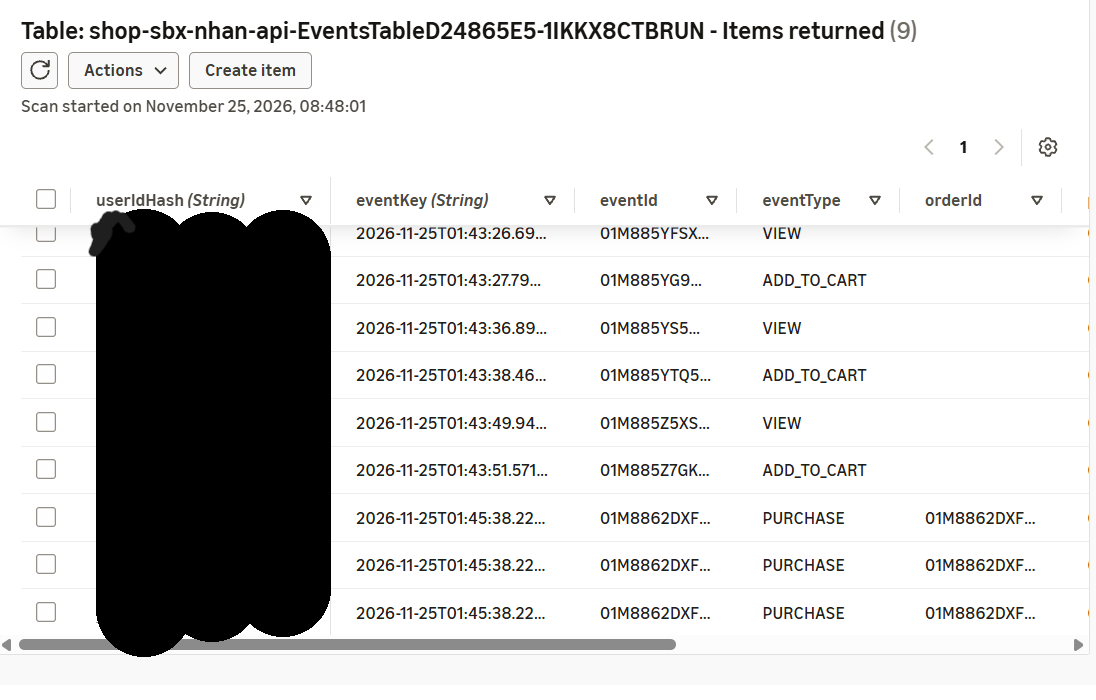 Table: shop-sbx-nhan-api-EventsTableD24865E5-1IKKX8CTBRUN - Items returned (9)
Actions Create item
Scan started on November 25, 2026, 08:48:01
1
userIdHash (String) eventKey (String) eventId eventType orderId
2026-11-25T01:43:26.69... 01M885YFSX... VIEW
2026-11-25T01:43:27.79... 01M885YG9... ADD_TO_CART
2026-11-25T01:43:36.89... 01M885YS5... VIEW
2026-11-25T01:43:38.46... 01M885YTQ5... ADD_TO_CART
2026-11-25T01:43:49.94... 01M885Z5XS... VIEW
2026-11-25T01:43:51.571... 01M885Z7GK... ADD_TO_CART
2026-11-25T01:45:38.22... 01M8862DXF... PURCHASE 01M8862DXF...
2026-11-25T01:45:38.22... 01M8862DXF... PURCHASE 01M8862DXF...
2026-11-25T01:45:38.22... 01M8862DXF... PURCHASE 01M8862DXF...